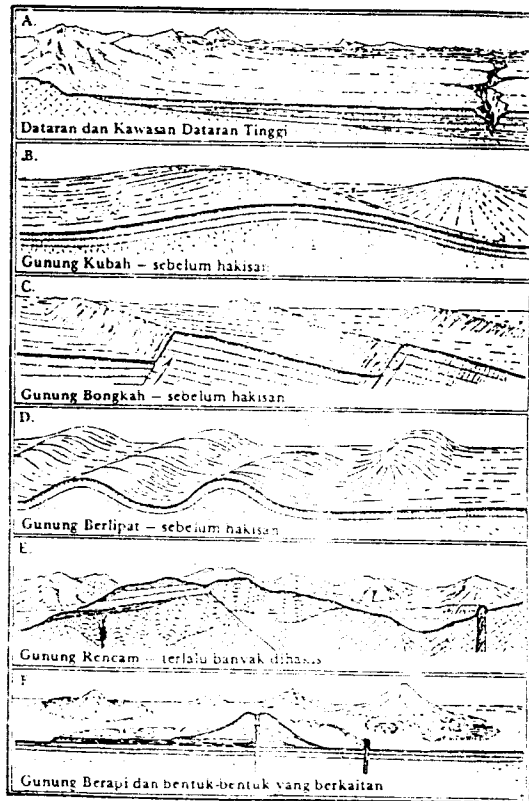 A.
Dataran dan Kawasan Dataran Tinggi
B.
Gunung Kubah – sebelum hakisan
C.
Gunung Bongkah – sebelum hakisan
D.
Gunung Berlipat – sebelum hakisan
E.
Gunung Rencam – terlalu banyak dihakis
F.
Gunung Berapi dan bentuk-bentuk yang berkaitan